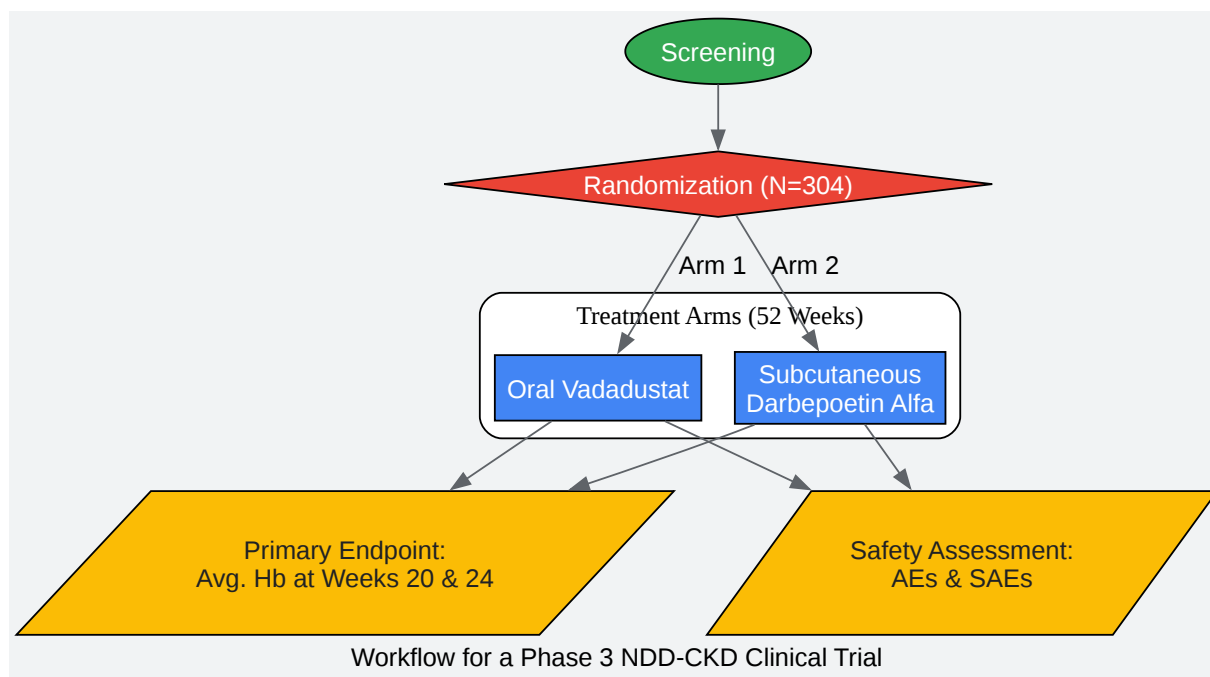 Screening
Randomization (N=304)
Arm 1
Arm 2
Treatment Arms (52 Weeks)
Oral Vadadustat
Subcutaneous
Darbepoetin Alfa
Primary Endpoint:
Avg. Hb at Weeks 20 & 24
Safety Assessment:
AEs & SAEs
Workflow for a Phase 3 NDD-CKD Clinical Trial